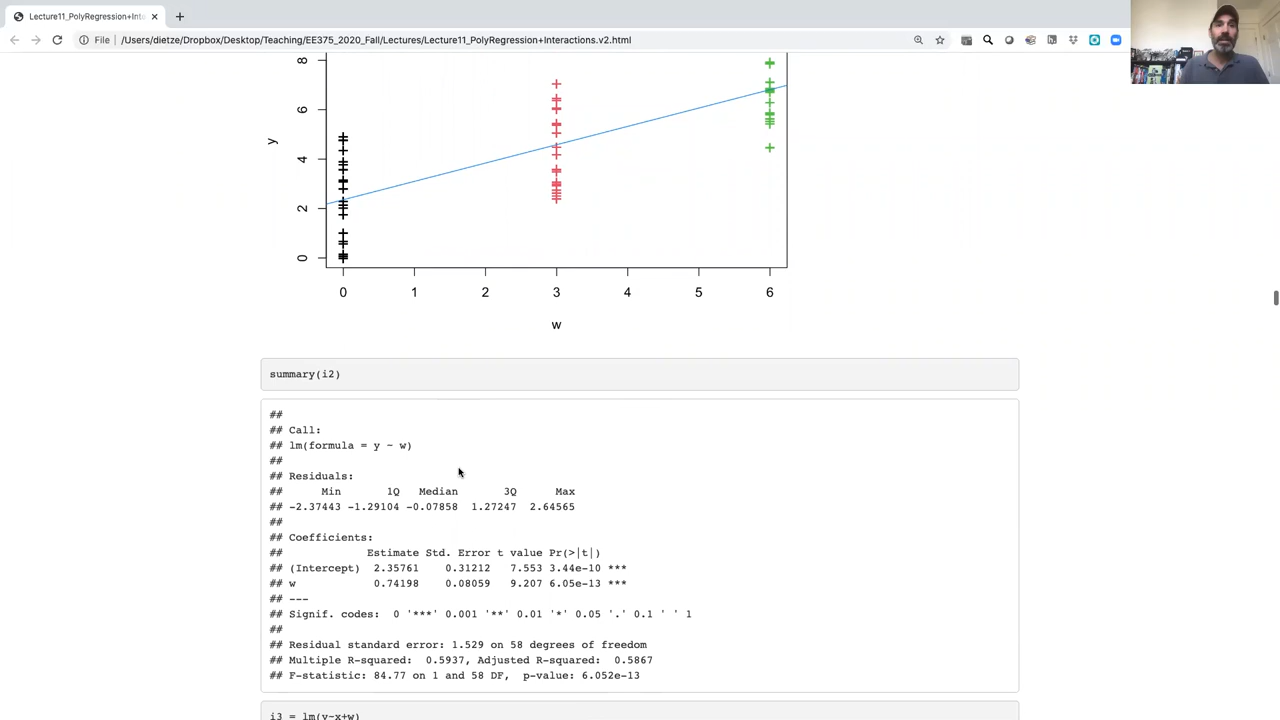 Lecture11_PolyRegression+Inte
File
/Users/dietze/Dropbox/Desktop/Teaching/EE375_2020_Fall/Lectures/Lecture11_PolyRegression+Interactions.v2.html
8
6
y
4
2
0
0 1 2 3 4 5 6
w
summary(i2)
##
## Call:
## lm(formula = y ~ w)
##
## Residuals:
##      Min       1Q   Median       3Q      Max
## -2.37443 -1.29104 -0.07858  1.27247  2.64565
##
## Coefficients:
##             Estimate Std. Error t value Pr(>|t|)
## (Intercept)  2.35761    0.31212   7.553 3.44e-10 ***
## w            0.74198    0.08059   9.207 6.05e-13 ***
## ---
## Signif. codes:  0 '***' 0.001 '**' 0.01 '*' 0.05 '.' 0.1 ' ' 1
##
## Residual standard error: 1.529 on 58 degrees of freedom
## Multiple R-squared:  0.5937, Adjusted R-squared:  0.5867
## F-statistic: 84.77 on 1 and 58 DF,  p-value: 6.052e-13
i3 = lm(y~x+w)